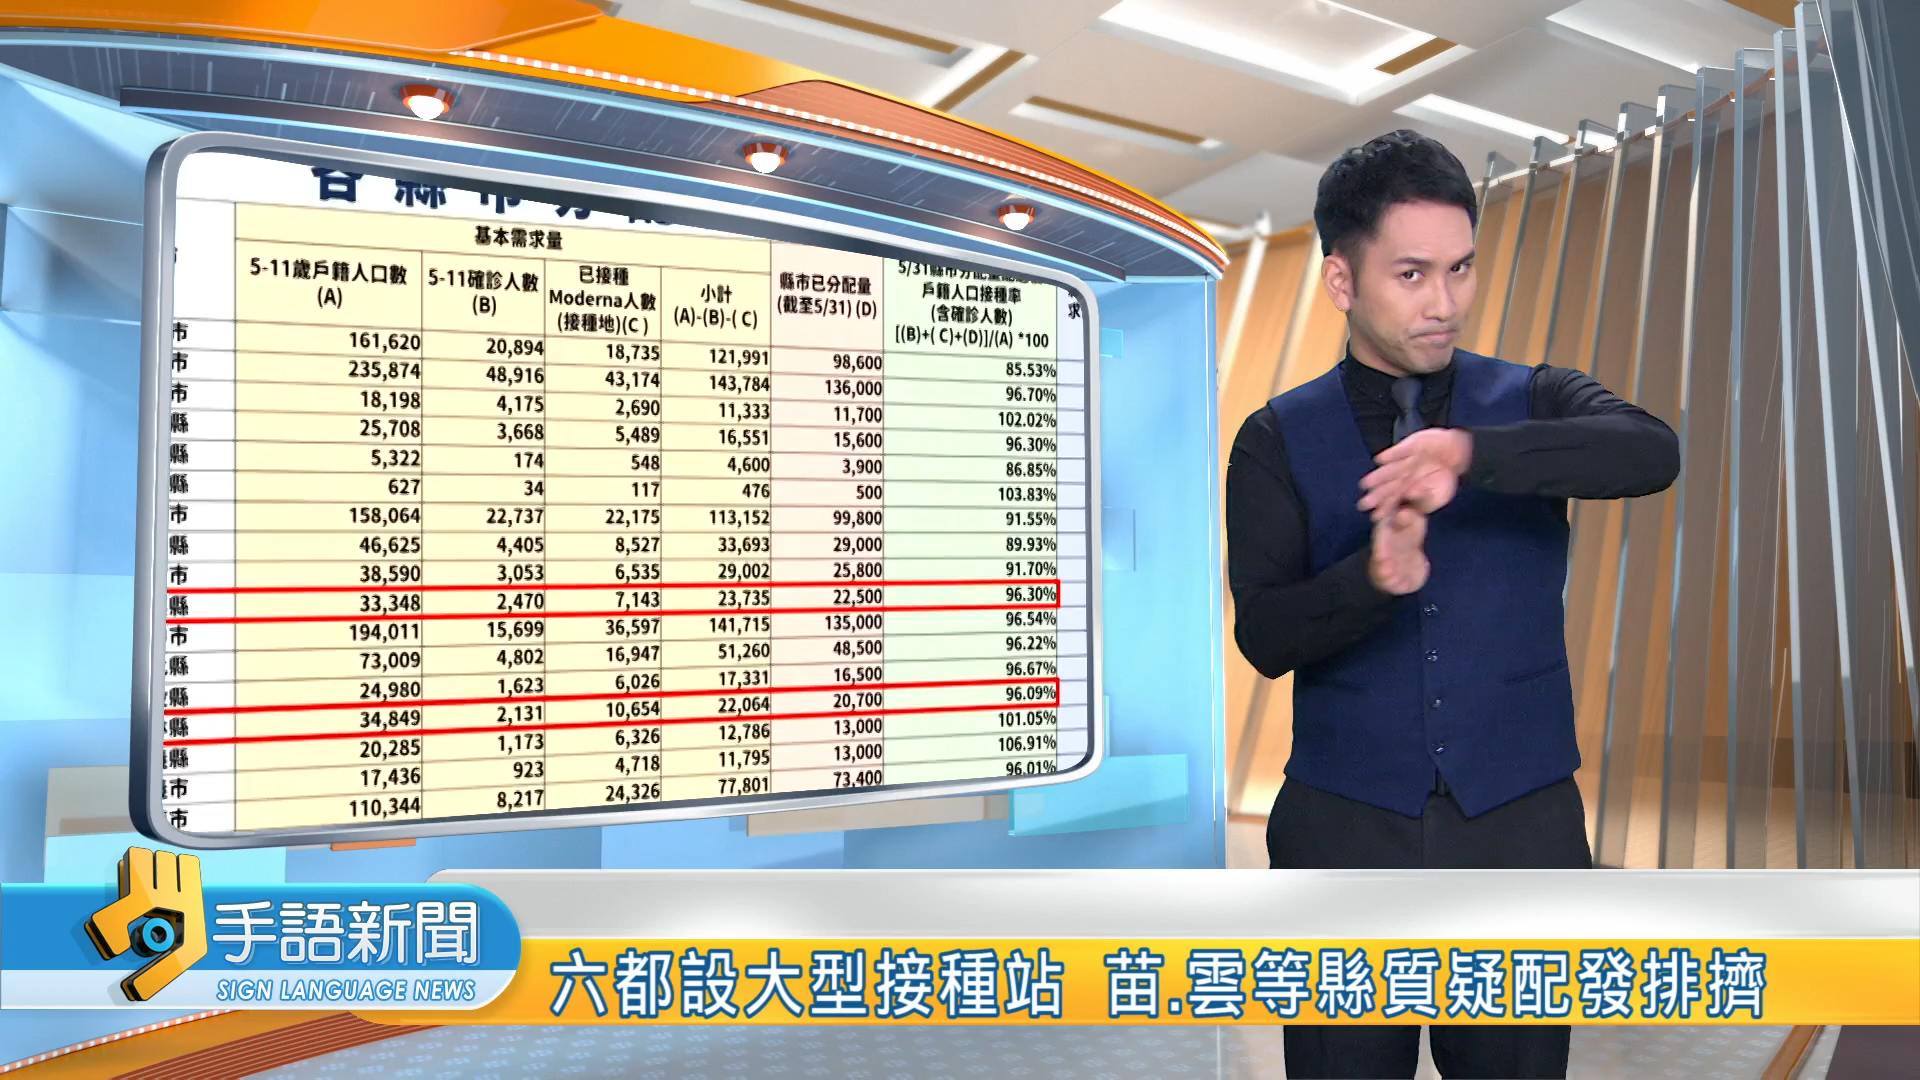 各縣市分配
基本需求量
5-11歲戶籍人口數
(A)
5-11確診人數
(B)
已接種
Moderna人數
(接種地)(C )
小計
(A)-(B)-( C)
縣市已分配量
(截至5/31) (D)
戶籍人口接種率
(含確診人數)
[(B)+( C)+(D)]/(A) *100
求
市 161,620 20,894 18,735 121,991 98,600 85.53%
市 235,874 48,916 43,174 143,784 136,000 96.70%
市 18,198 4,175 2,690 11,333 11,700 102.02%
縣 25,708 3,668 5,489 16,551 15,600 96.30%
縣 5,322 174 548 4,600 3,900 86.85%
縣 627 34 117 476 500 103.83%
市 158,064 22,737 22,175 113,152 99,800 91.55%
縣 46,625 4,405 8,527 33,693 29,000 89.93%
市 38,590 3,053 6,535 29,002 25,800 91.70%
縣 33,348 2,470 7,143 23,735 22,500 96.30%
市 194,011 15,699 36,597 141,715 135,000 96.54%
縣 73,009 4,802 16,947 51,260 48,500 96.22%
縣 24,980 1,623 6,026 17,331 16,500 96.67%
縣 34,849 2,131 10,654 22,064 20,700 96.09%
縣 20,285 1,173 6,326 12,786 13,000 101.05%
市 17,436 923 4,718 11,795 13,000 106.91%
市 110,344 8,217 24,326 77,801 73,400 96.01%
手語新聞
SIGN LANGUAGE NEWS
六都設大型接種站 苗.雲等縣質疑配發排擠